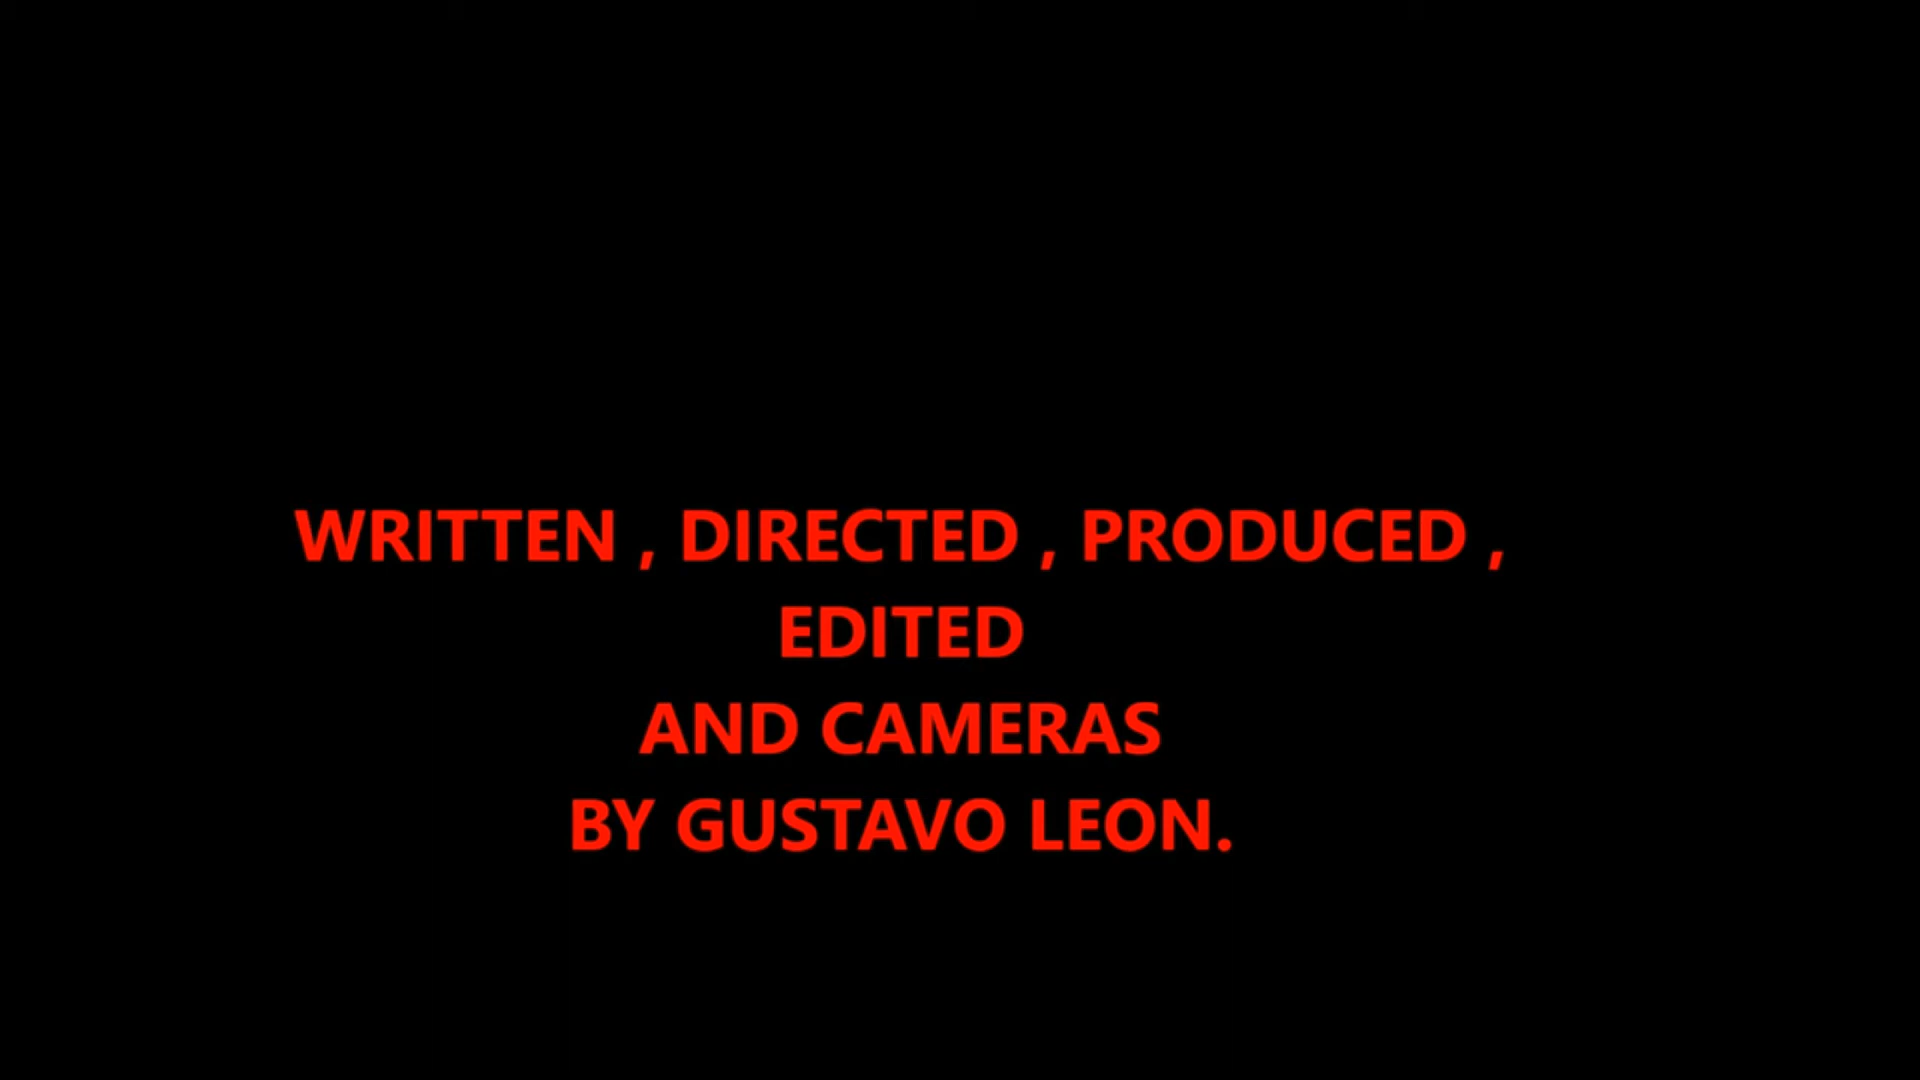 WRITTEN , DIRECTED , PRODUCED ,
EDITED
AND CAMERAS
BY GUSTAVO LEON.